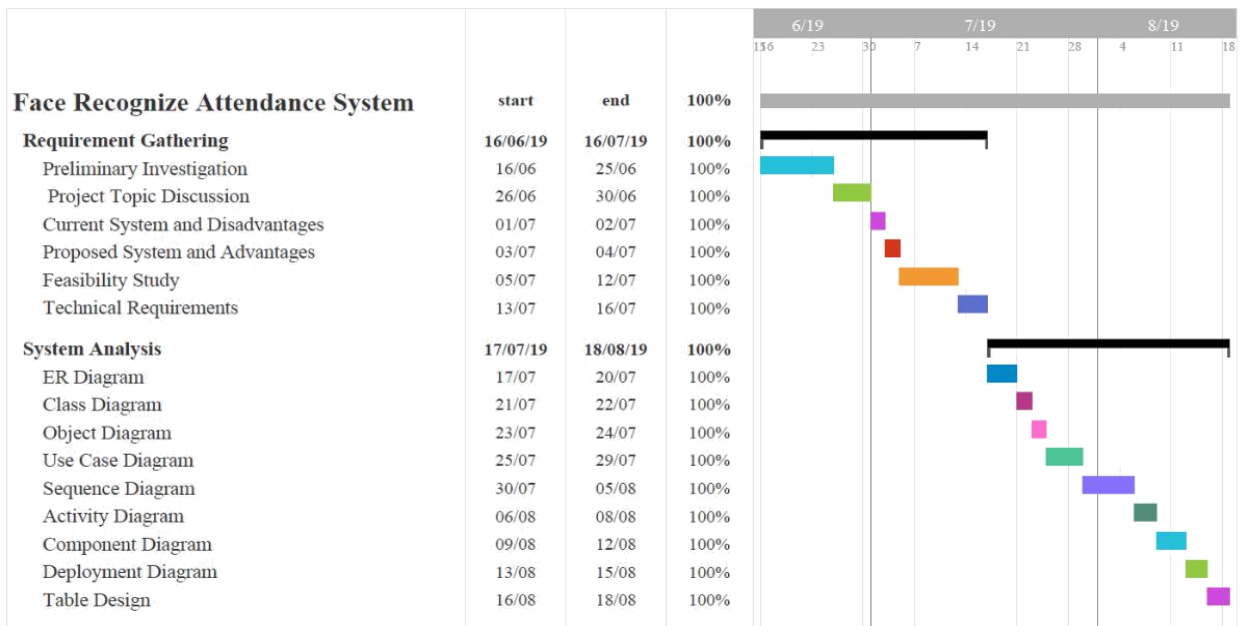 6/19 7/19 8/19
15 16 23 30 7 14 21 28 4 11 18
Face Recognize Attendance System start end 100%
Requirement Gathering 16/06/19 16/07/19 100%
Preliminary Investigation 16/06 25/06 100%
Project Topic Discussion 26/06 30/06 100%
Current System and Disadvantages 01/07 02/07 100%
Proposed System and Advantages 03/07 04/07 100%
Feasibility Study 05/07 12/07 100%
Technical Requirements 13/07 16/07 100%
System Analysis 17/07/19 18/08/19 100%
ER Diagram 17/07 20/07 100%
Class Diagram 21/07 22/07 100%
Object Diagram 23/07 24/07 100%
Use Case Diagram 25/07 29/07 100%
Sequence Diagram 30/07 05/08 100%
Activity Diagram 06/08 08/08 100%
Component Diagram 09/08 12/08 100%
Deployment Diagram 13/08 15/08 100%
Table Design 16/08 18/08 100%